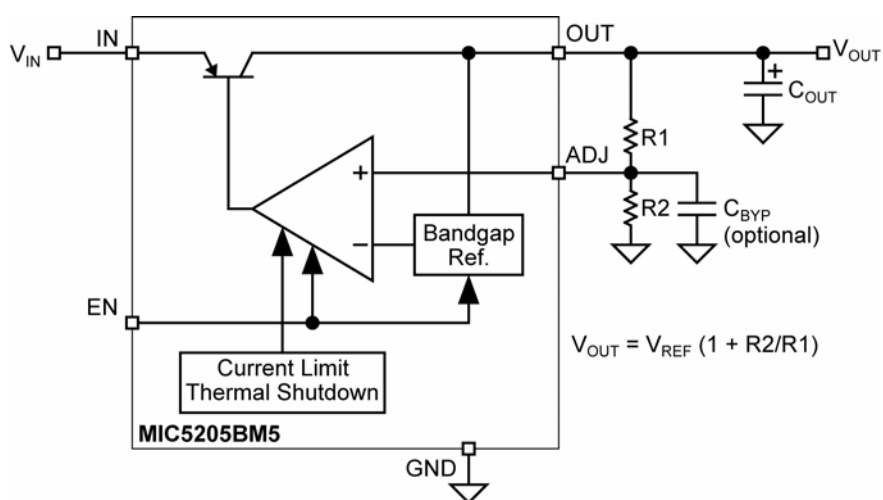 V_IN
IN
OUT
V_OUT
+
C_OUT
R1
ADJ
+
R2
C_BYP
(optional)
−
Bandgap
Ref.
EN
V_OUT = V_REF (1 + R2/R1)
Current Limit
Thermal Shutdown
MIC5205BM5
GND